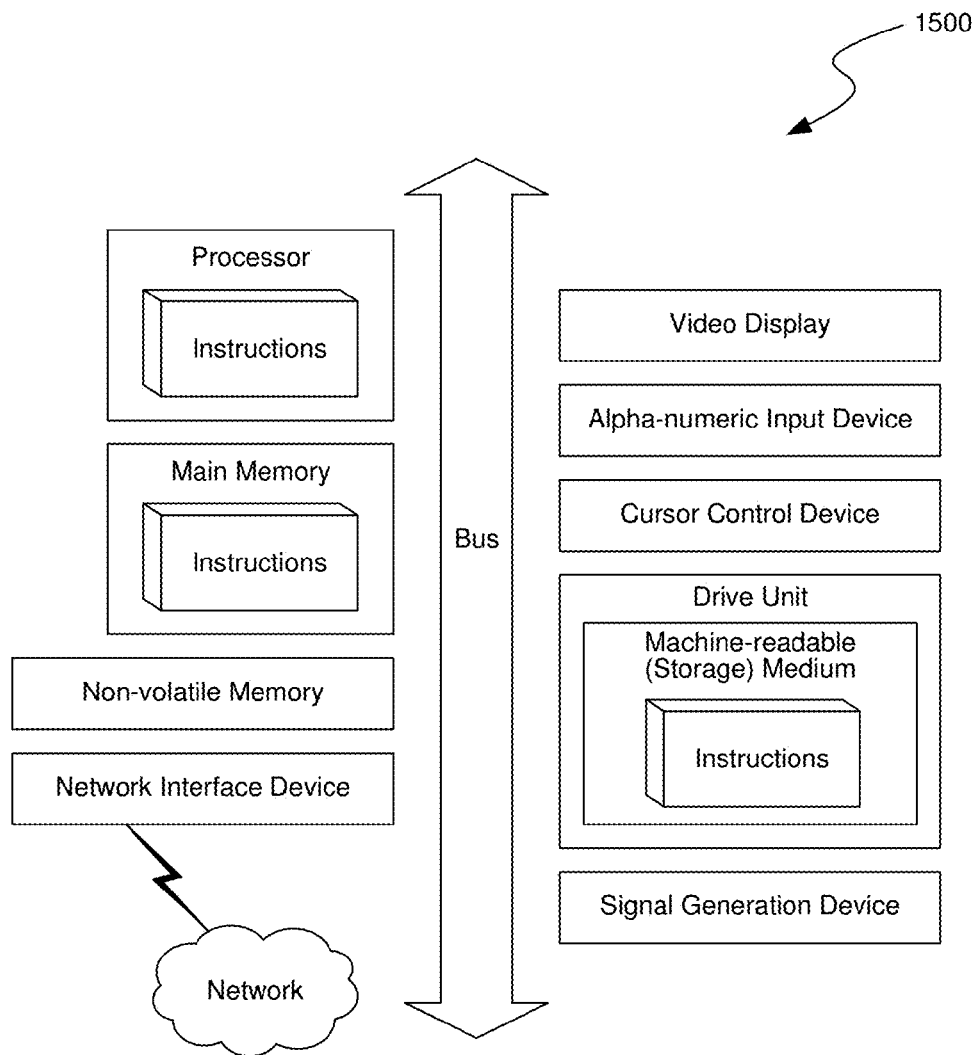 1500
Processor
Instructions
Main Memory
Instructions
Non-volatile Memory
Network Interface Device
Network
Bus
Video Display
Alpha-numeric Input Device
Cursor Control Device
Drive Unit
Machine-readable
(Storage) Medium
Instructions
Signal Generation Device